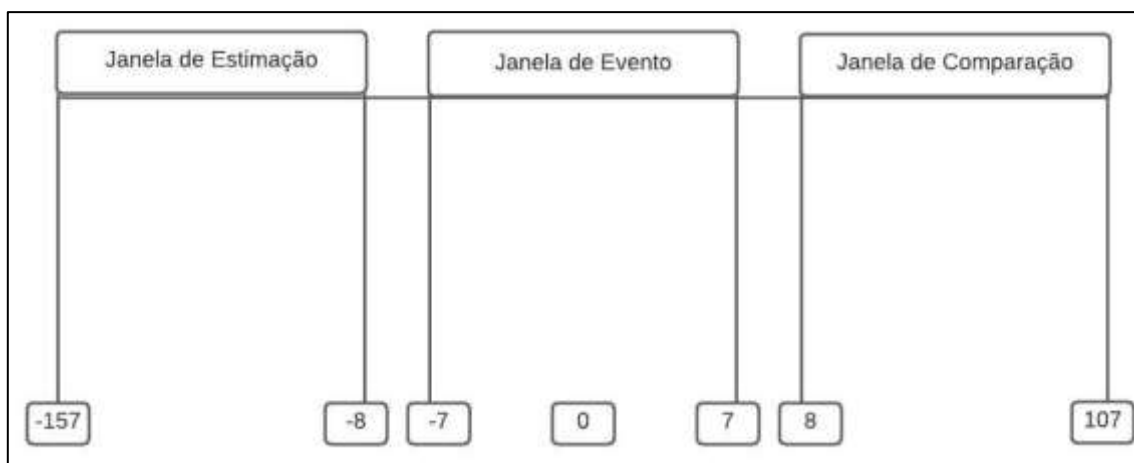 Janela de Estimação
Janela de Evento
Janela de Comparação
-157
-8
-7
0
7
8
107